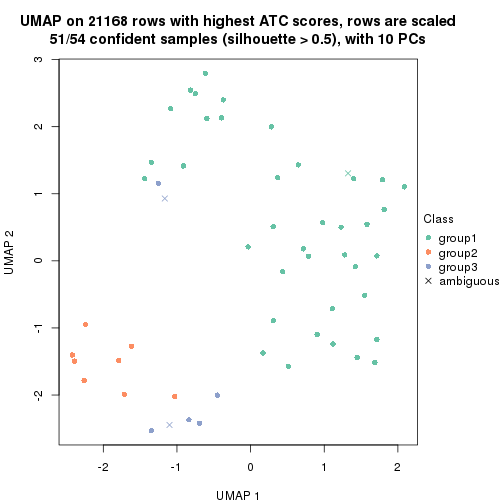 UMAP on 21168 rows with highest ATC scores, rows are scaled
51/54 confident samples (silhouette > 0.5), with 10 PCs
3
2
1
0
-1
-2
UMAP 2
-2 -1 0 1 2
UMAP 1
Class
group1
group2
group3
ambiguous